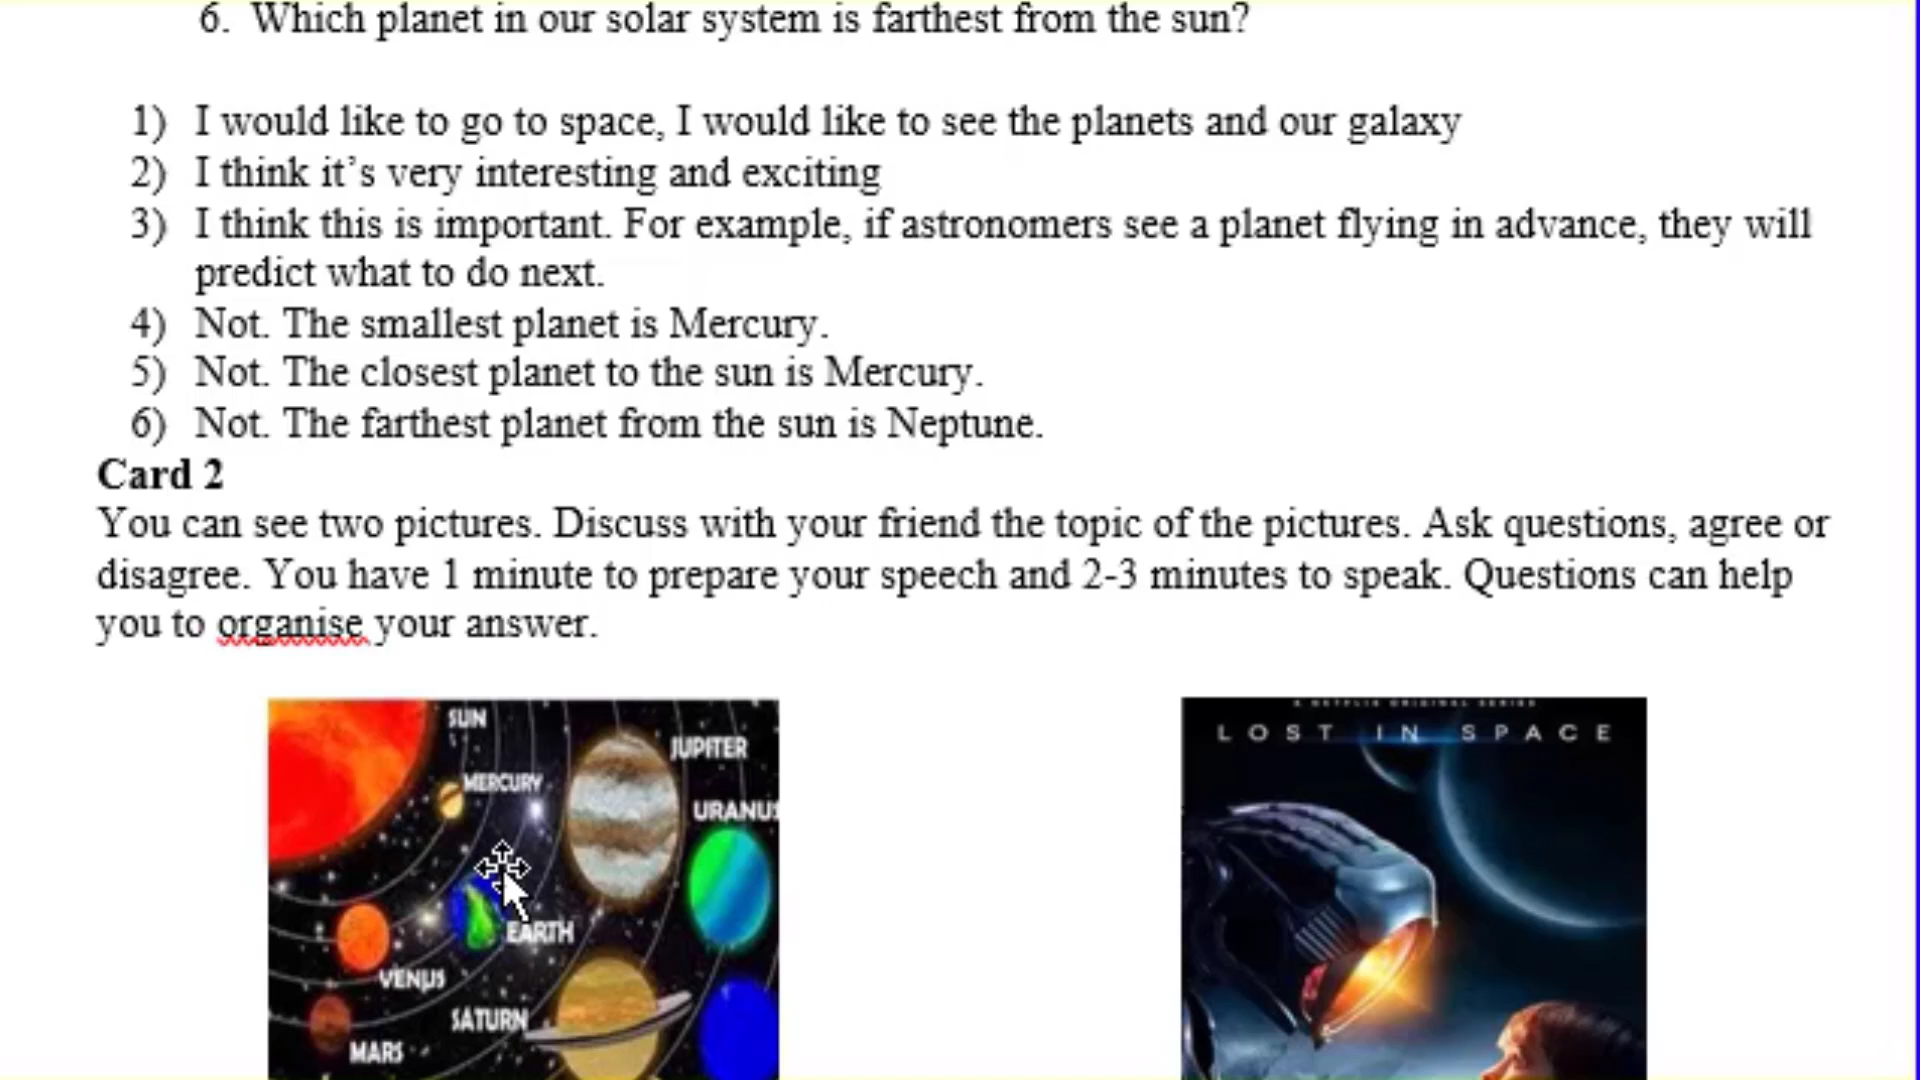 6. Which planet in our solar system is farthest from the sun?
1) I would like to go to space, I would like to see the planets and our galaxy
2) I think it’s very interesting and exciting
3) I think this is important. For example, if astronomers see a planet flying in advance, they will
predict what to do next.
4) Not. The smallest planet is Mercury.
5) Not. The closest planet to the sun is Mercury.
6) Not. The farthest planet from the sun is Neptune.
Card 2
You can see two pictures. Discuss with your friend the topic of the pictures. Ask questions, agree or
disagree. You have 1 minute to prepare your speech and 2-3 minutes to speak. Questions can help
you to organise your answer.
SUN
JUPITER
MERCURY
URANUS
EARTH
VENUS
SATURN
MARS
A NETFLIX ORIGINAL SERIES
LOST IN SPACE